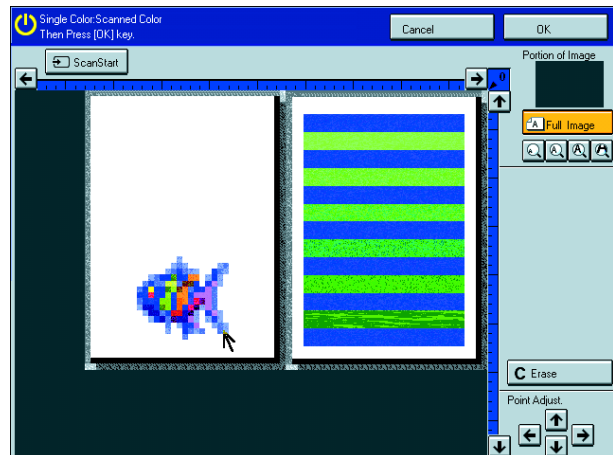 Single Color:Scanned Color
Then Press [OK] key.
Cancel
OK
ScanStart
Portion of Image
0
A Full Image
A A A A
C Erase
Point Adjust.